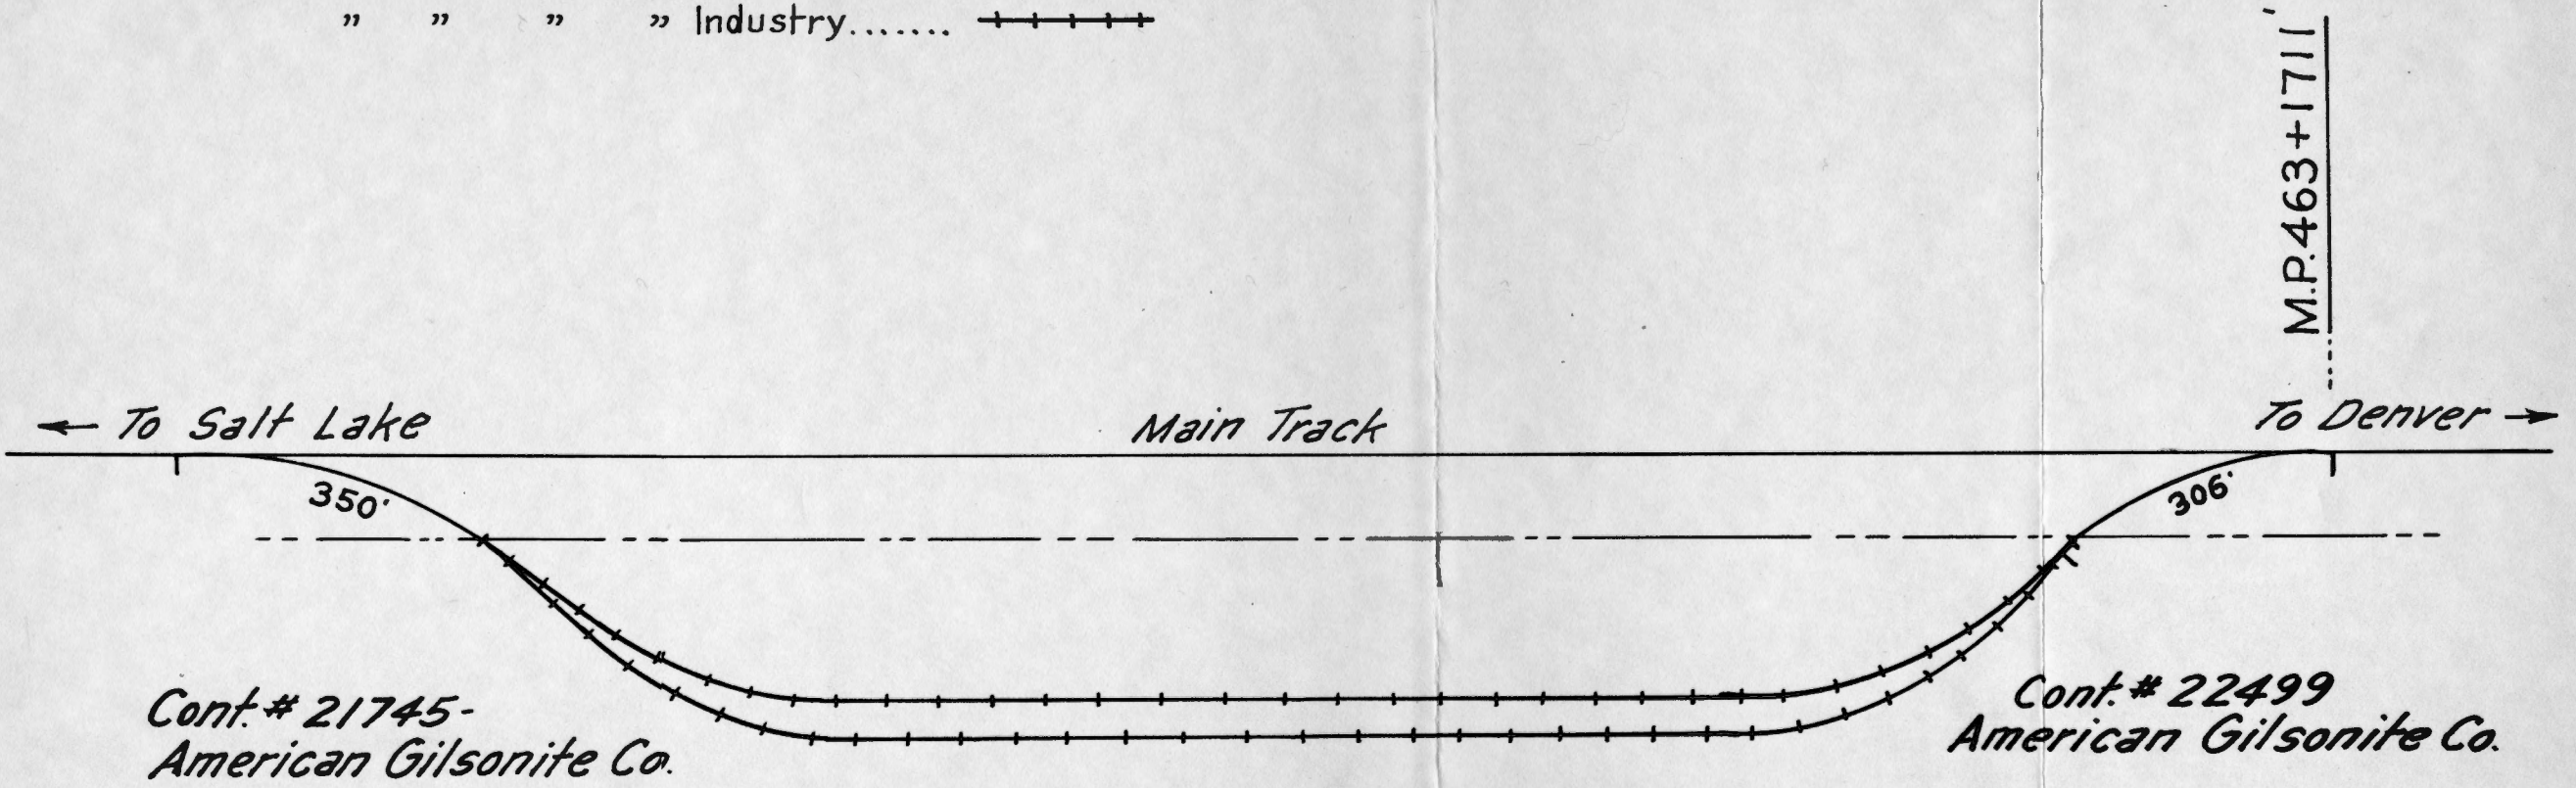 ” ” ” ” Industry.......
M.P.463+1711'
← To Salt Lake
Main Track
To Denver →
350'
306'
Cont.# 21745-
American Gilsonite Co.
Cont.# 22499
American Gilsonite Co.